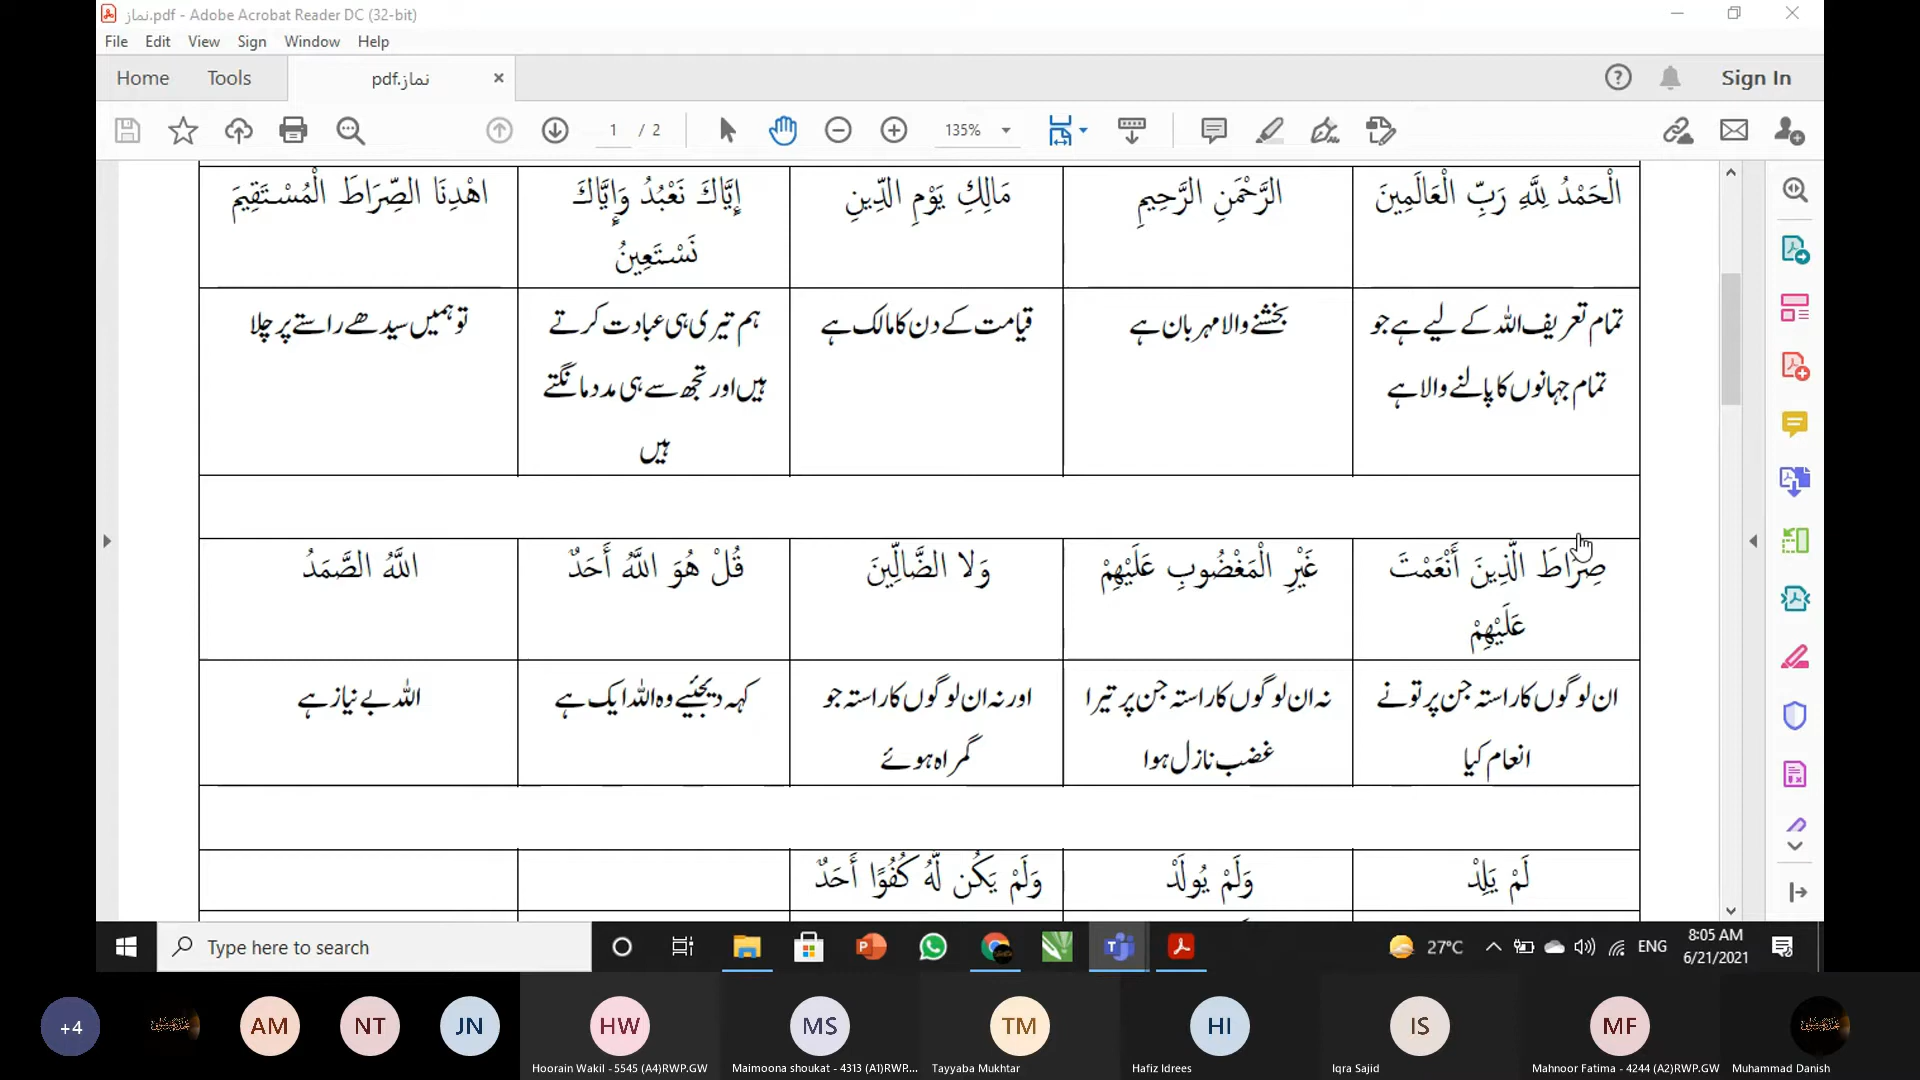 نماز.pdf - Adobe Acrobat Reader DC (32-bit)
File Edit View Sign Window Help
Home Tools نماز.pdf Sign In
1 / 2 135%
الْحَمْدُ لِلَّهِ رَبِّ الْعَالَمِينَ
الرَّحْمَنِ الرَّحِيمِ
مَالِكِ يَوْمِ الدِّينِ
إِيَّاكَ نَعْبُدُ وَإِيَّاكَ
نَسْتَعِينُ
اهْدِنَا الصِّرَاطَ الْمُسْتَقِيمَ
تمام تعریف اللہ کے لیے ہے جو
تمام جہانوں کا پالنے والا ہے
بخشنے والا مہربان ہے
قیامت کے دن کا مالک ہے
ہم تیری ہی عبادت کرتے
ہیں اور تجھ سے ہی مدد مانگتے
ہیں
تو ہمیں سیدھے راستے پر چلا
صِرَاطَ الَّذِينَ أَنْعَمْتَ
عَلَيْهِمْ
غَيْرِ الْمَغْضُوبِ عَلَيْهِمْ
وَلا الضَّالِّينَ
قُلْ هُوَ اللَّهُ أَحَدٌ
اللَّهُ الصَّمَدُ
ان لوگوں کا راستہ جن پر تو نے
انعام کیا
نہ ان لوگوں کا راستہ جن پر تیرا
غضب نازل ہوا
اور نہ ان لوگوں کا راستہ جو
گمراہ ہوئے
کہہ دیجئیے وہ اللہ ایک ہے
اللہ بے نیاز ہے
لَمْ يَلِدْ
وَلَمْ يُولَدْ
وَلَمْ يَكُن لَّهُ كُفُوًا أَحَدٌ
Type here to search
27°C ENG
8:05 AM
6/21/2021
+4 AM NT JN HW MS TM HI IS MF
Hoorain Wakil - 5545 (A4)RWP.GW
Maimoona shoukat - 4313 (A1)RWP...
Tayyaba Mukhtar
Hafiz Idrees
Iqra Sajid
Mahnoor Fatima - 4244 (A2)RWP.GW
Muhammad Danish